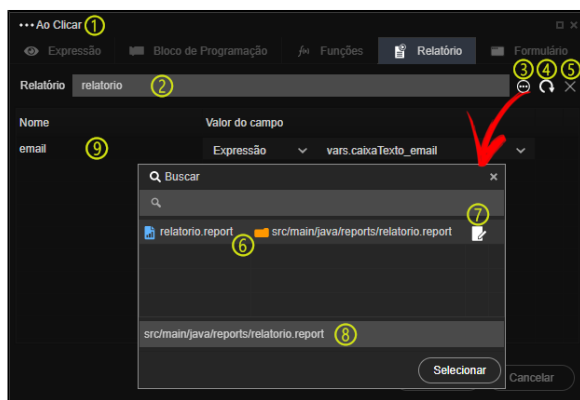 ••• Ao Clicar 1
Expressão Bloco de Programação f(x) Funções Relatório Formulário
3 4 5
Relatório relatorio 2
Nome Valor do campo
email 9 Expressão vars.caixaTexto_email
Buscar
7
relatorio.report 6 src/main/java/reports/relatorio.report
src/main/java/reports/relatorio.report 8
Selecionar
Cancelar